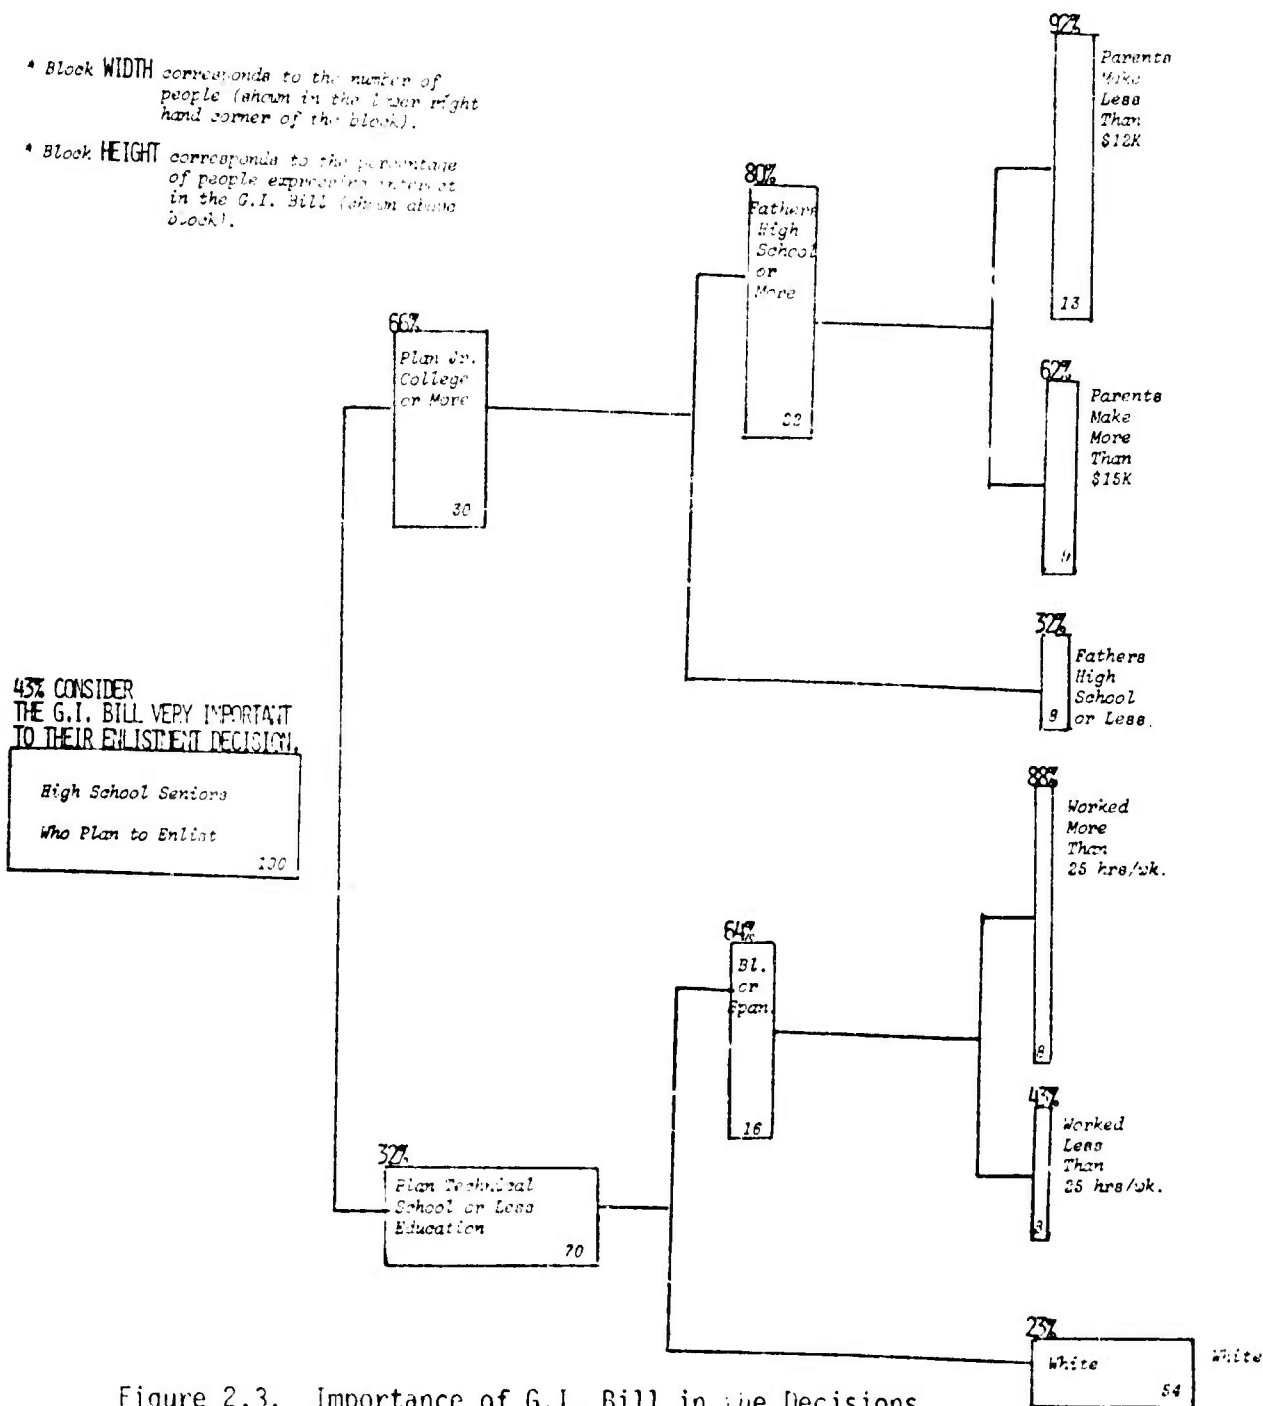 * Block WIDTH corresponds to the number of
people (shown in the lower right
hand corner of the block).
* Block HEIGHT corresponds to the percentage
of people expressing interest
in the G.I. Bill (shown above
block).
43% CONSIDER
THE G.I. BILL VERY IMPORTANT
TO THEIR ENLISTMENT DECISION.
High School Seniors
Who Plan to Enlist
100
66%
Plan Jr.
College
or More
30
32%
Plan Technical
School or Less
Education
70
80%
Fathers
High
School
or
More
22
64%
Bl.
or
Span.
16
92%
Parents
Make
Less
Than
$12K
13
62%
Parents
Make
More
Than
$15K
9
32%
Fathers
High
School
or Less.
8
88%
Worked
More
Than
25 hrs/wk.
8
43%
Worked
Less
Than
25 hrs/wk.
8
23%
White
54
White
Figure 2.3. Importance of G.I. Bill in the Decisions